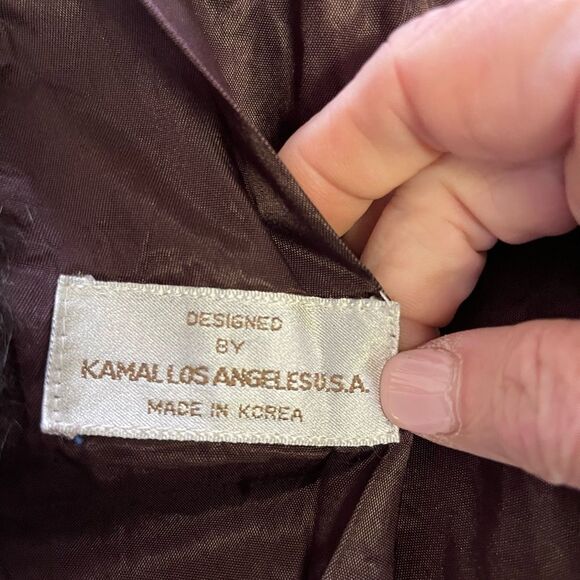 DESIGNED
BY
KAMAL LOS ANGELES U.S.A.
MADE IN KOREA